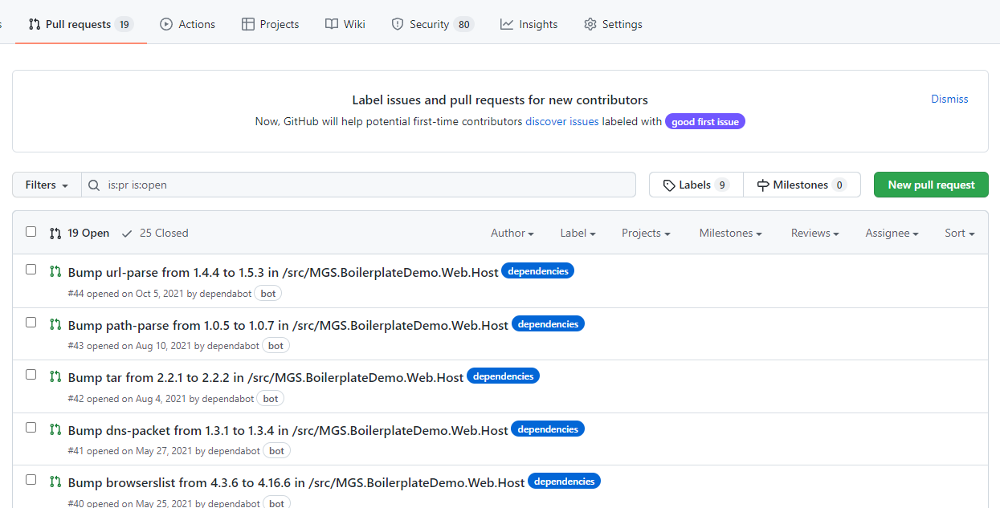 s Pull requests 19 Actions Projects Wiki Security 80 Insights Settings
Label issues and pull requests for new contributors
Dismiss
Now, GitHub will help potential first-time contributors discover issues labeled with good first issue
Filters is:pr is:open Labels 9 Milestones 0 New pull request
19 Open 25 Closed Author Label Projects Milestones Reviews Assignee Sort
Bump url-parse from 1.4.4 to 1.5.3 in /src/MGS.BoilerplateDemo.Web.Host dependencies
#44 opened on Oct 5, 2021 by dependabot bot
Bump path-parse from 1.0.5 to 1.0.7 in /src/MGS.BoilerplateDemo.Web.Host dependencies
#43 opened on Aug 10, 2021 by dependabot bot
Bump tar from 2.2.1 to 2.2.2 in /src/MGS.BoilerplateDemo.Web.Host dependencies
#42 opened on Aug 4, 2021 by dependabot bot
Bump dns-packet from 1.3.1 to 1.3.4 in /src/MGS.BoilerplateDemo.Web.Host dependencies
#41 opened on May 27, 2021 by dependabot bot
Bump browserslist from 4.3.6 to 4.16.6 in /src/MGS.BoilerplateDemo.Web.Host dependencies
#40 opened on May 25, 2021 by dependabot bot